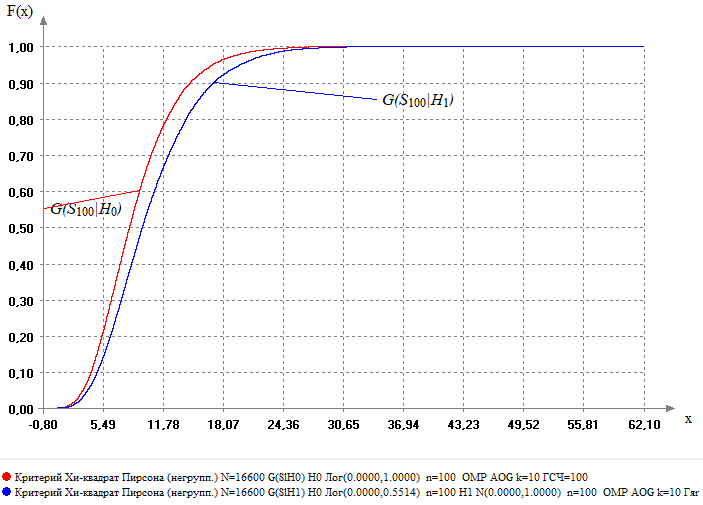 F(x)
1,00
0,90
G(S100|H1)
0,80
0,70
0,60
G(S100|H0)
0,50
0,40
0,30
0,20
0,10
0,00
-0,80 5,49 11,78 18,07 24,36 30,65 36,94 43,23 49,52 55,81 62,10 x
Критерий Хи-квадрат Пирсона (негрупп.) N=16600 G(S|H0) H0 Лог(0.0000,1.0000) n=100 ОМР AOG k=10 ГСЧ=100
Критерий Хи-квадрат Пирсона (негрупп.) N=16600 G(S|H1) H0 Лог(0.0000,0.5514) n=100 H1 N(0.0000,1.0000) n=100 ОМР AOG k=10